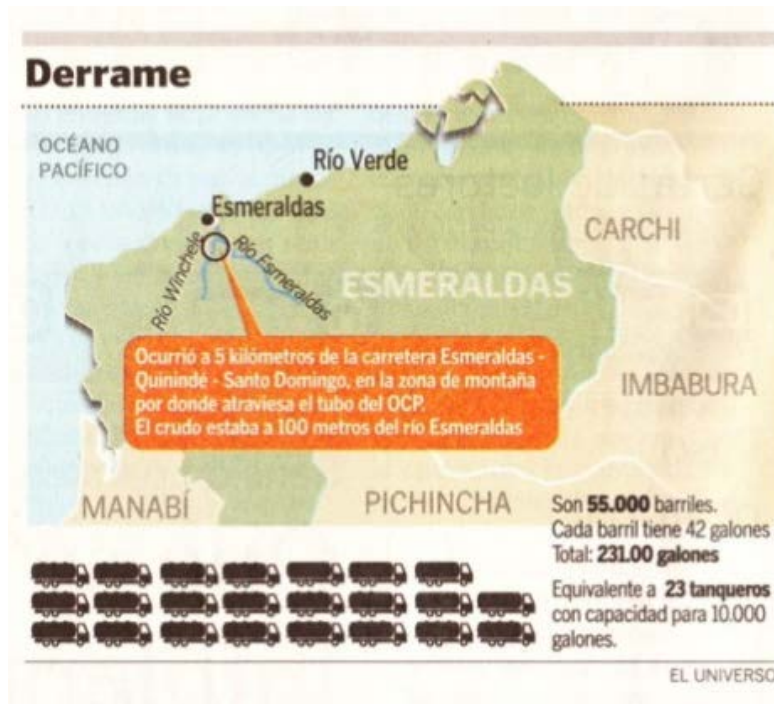 Derrame
OCÉANO
PACÍFICO
Río Verde
Esmeraldas
CARCHI
Río Winchele
Río Esmeraldas
ESMERALDAS
Ocurrió a 5 kilómetros de la carretera Esmeraldas -
Quinindé - Santo Domingo, en la zona de montaña
por donde atraviesa el tubo del OCP.
El crudo estaba a 100 metros del río Esmeraldas
IMBABURA
MANABÍ
PICHINCHA
Son 55.000 barriles.
Cada barril tiene 42 galones
Total: 231.00 galones
Equivalente a 23 tanqueros
con capacidad para 10.000
galones.
EL UNIVERSO